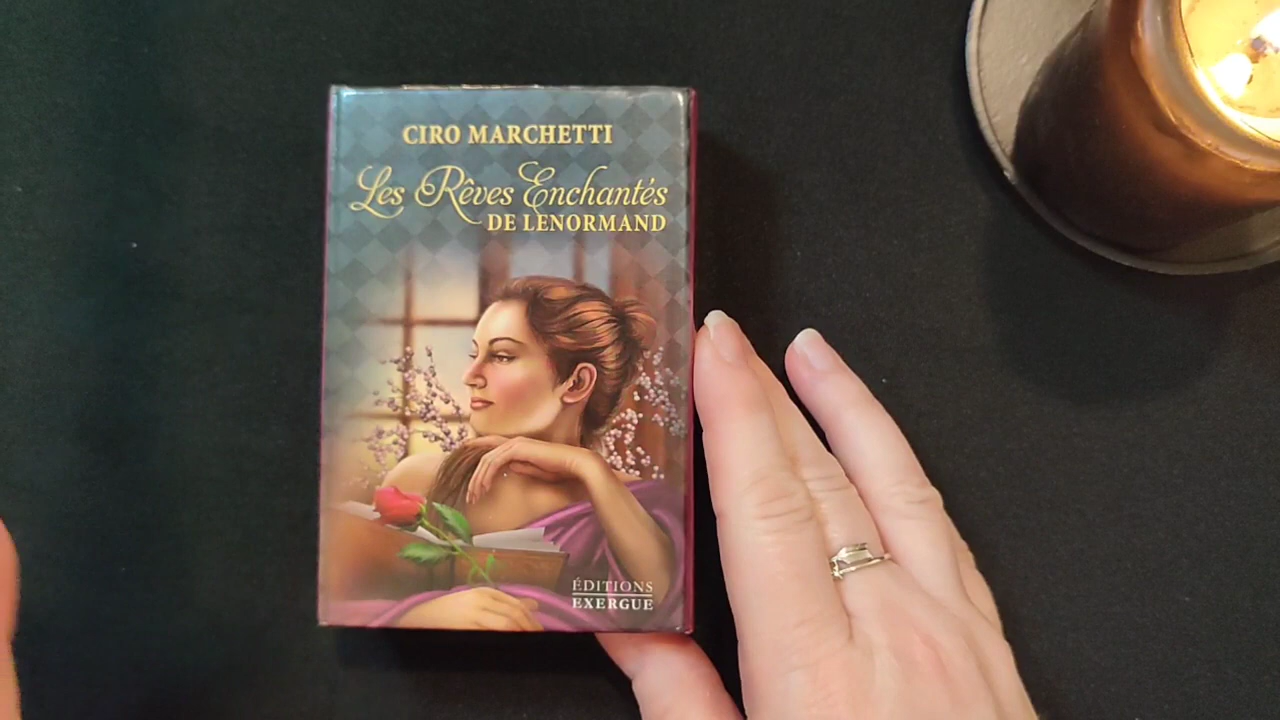 CIRO MARCHETTI
Les Rêves Enchantés
DE LENORMAND
ÉDITIONS
EXERGUE